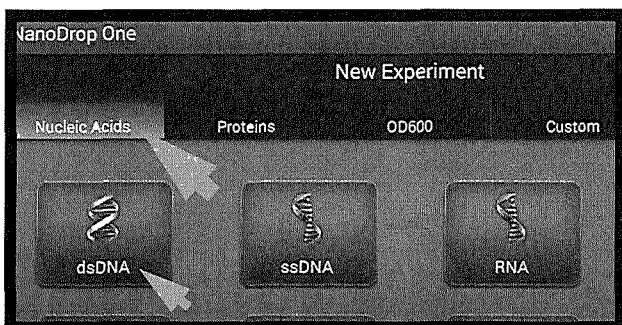 NanoDrop One
New Experiment
Nucleic Acids Proteins OD600 Custom
dsDNA ssDNA RNA